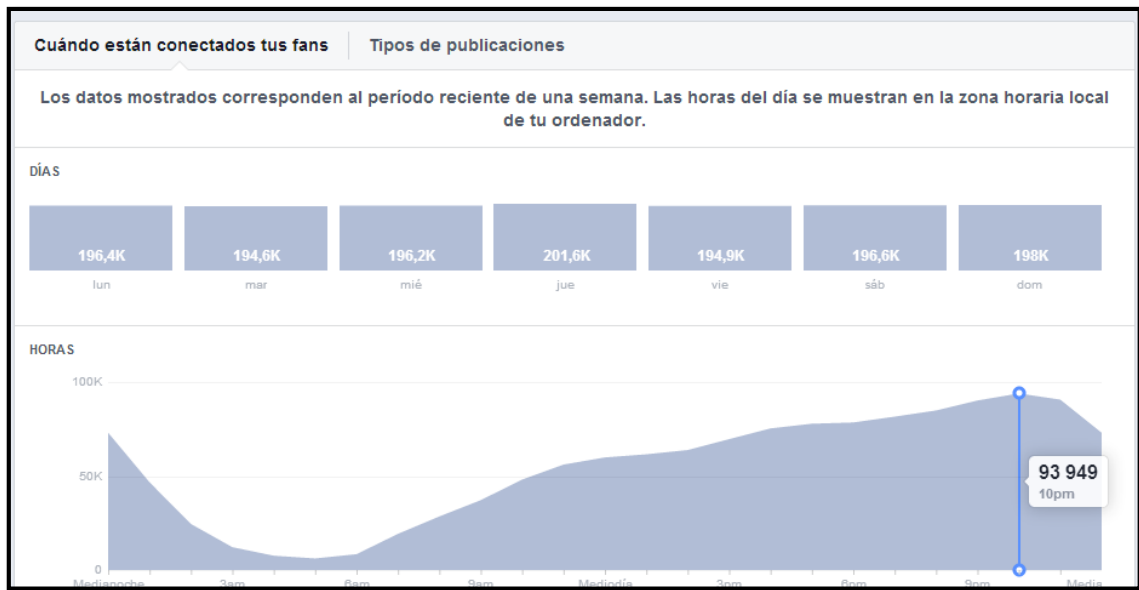 Cuándo están conectados tus fans
Tipos de publicaciones
Los datos mostrados corresponden al período reciente de una semana. Las horas del día se muestran en la zona horaria local
de tu ordenador.
DÍAS
196,4K 194,6K 196,2K 201,6K 194,9K 196,6K 198K
lun mar mié jue vie sáb dom
HORAS
100K
50K
93 949
10pm
0
Medianoche 3am 6am 9am Mediodía 3pm 6pm 9pm Media